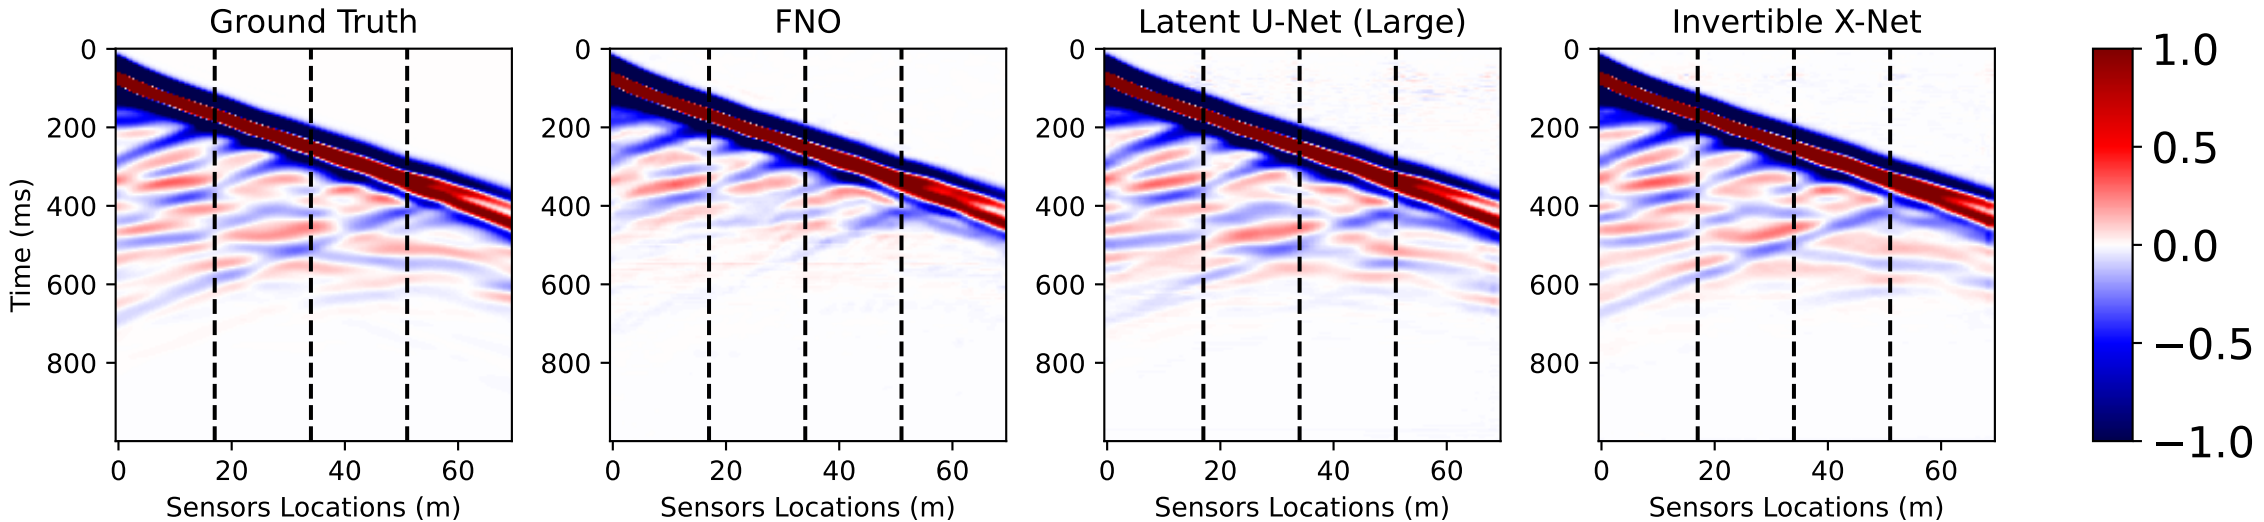 Ground Truth
FNO
Latent U-Net (Large)
Invertible X-Net
0
200
400
600
800
Time (ms)
0 20 40 60
Sensors Locations (m)
0
200
400
600
800
0 20 40 60
Sensors Locations (m)
0
200
400
600
800
0 20 40 60
Sensors Locations (m)
0
200
400
600
800
0 20 40 60
Sensors Locations (m)
1.0
0.5
0.0
−0.5
−1.0